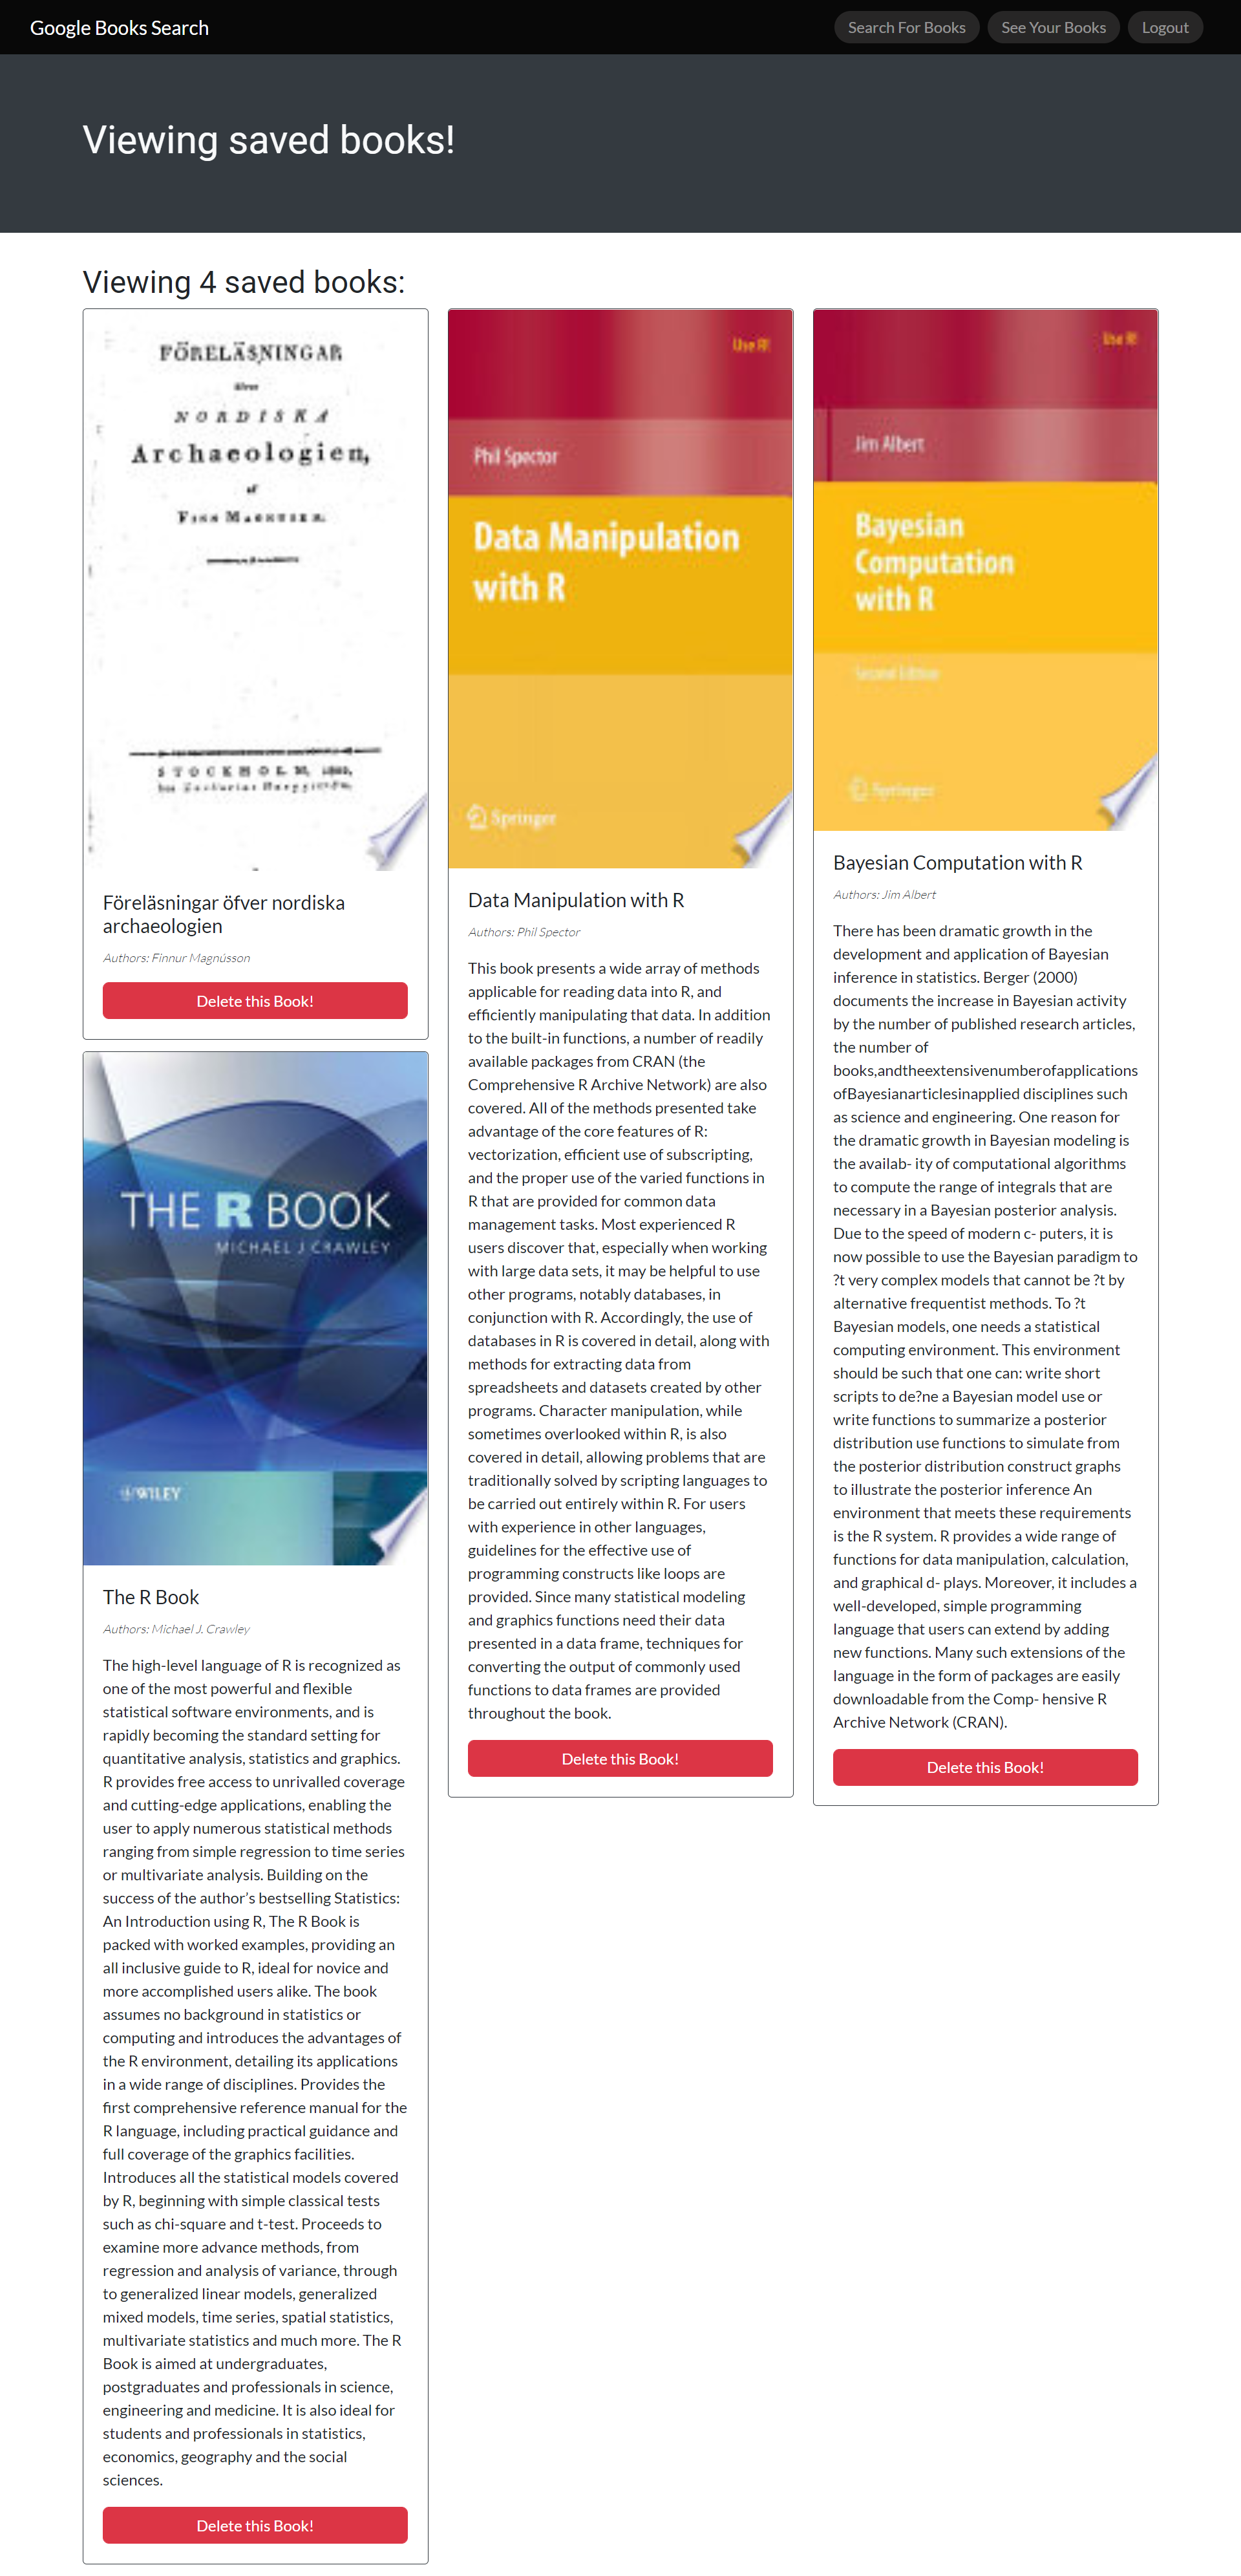 Google Books Search
Search For Books
See Your Books
Logout
Viewing saved books!
Viewing 4 saved books:
FÖRELÄSNINGAR
öfver
NORDISKA
Archaeologien,
af
FINN MAGNUSEN.
STOCKHOLM,
Föreläsningar öfver nordiska
archaeologien
Authors: Finnur Magnússon
Delete this Book!
THE R BOOK
MICHAEL J CRAWLEY
WILEY
The R Book
Authors: Michael J. Crawley
The high-level language of R is recognized as
one of the most powerful and flexible
statistical software environments, and is
rapidly becoming the standard setting for
quantitative analysis, statistics and graphics.
R provides free access to unrivalled coverage
and cutting-edge applications, enabling the
user to apply numerous statistical methods
ranging from simple regression to time series
or multivariate analysis. Building on the
success of the author’s bestselling Statistics:
An Introduction using R, The R Book is
packed with worked examples, providing an
all inclusive guide to R, ideal for novice and
more accomplished users alike. The book
assumes no background in statistics or
computing and introduces the advantages of
the R environment, detailing its applications
in a wide range of disciplines. Provides the
first comprehensive reference manual for the
R language, including practical guidance and
full coverage of the graphics facilities.
Introduces all the statistical models covered
by R, beginning with simple classical tests
such as chi-square and t-test. Proceeds to
examine more advance methods, from
regression and analysis of variance, through
to generalized linear models, generalized
mixed models, time series, spatial statistics,
multivariate statistics and much more. The R
Book is aimed at undergraduates,
postgraduates and professionals in science,
engineering and medicine. It is also ideal for
students and professionals in statistics,
economics, geography and the social
sciences.
Delete this Book!
Use R!
Phil Spector
Data Manipulation
with R
Springer
Data Manipulation with R
Authors: Phil Spector
This book presents a wide array of methods
applicable for reading data into R, and
efficiently manipulating that data. In addition
to the built-in functions, a number of readily
available packages from CRAN (the
Comprehensive R Archive Network) are also
covered. All of the methods presented take
advantage of the core features of R:
vectorization, efficient use of subscripting,
and the proper use of the varied functions in
R that are provided for common data
management tasks. Most experienced R
users discover that, especially when working
with large data sets, it may be helpful to use
other programs, notably databases, in
conjunction with R. Accordingly, the use of
databases in R is covered in detail, along with
methods for extracting data from
spreadsheets and datasets created by other
programs. Character manipulation, while
sometimes overlooked within R, is also
covered in detail, allowing problems that are
traditionally solved by scripting languages to
be carried out entirely within R. For users
with experience in other languages,
guidelines for the effective use of
programming constructs like loops are
provided. Since many statistical modeling
and graphics functions need their data
presented in a data frame, techniques for
converting the output of commonly used
functions to data frames are provided
throughout the book.
Delete this Book!
Use R!
Jim Albert
Bayesian
Computation
with R
Second Edition
Springer
Bayesian Computation with R
Authors: Jim Albert
There has been dramatic growth in the
development and application of Bayesian
inference in statistics. Berger (2000)
documents the increase in Bayesian activity
by the number of published research articles,
the number of
books,andtheextensivenumberofapplications
ofBayesianarticlesinapplied disciplines such
as science and engineering. One reason for
the dramatic growth in Bayesian modeling is
the availab- ity of computational algorithms
to compute the range of integrals that are
necessary in a Bayesian posterior analysis.
Due to the speed of modern c- puters, it is
now possible to use the Bayesian paradigm to
?t very complex models that cannot be ?t by
alternative frequentist methods. To ?t
Bayesian models, one needs a statistical
computing environment. This environment
should be such that one can: write short
scripts to de?ne a Bayesian model use or
write functions to summarize a posterior
distribution use functions to simulate from
the posterior distribution construct graphs
to illustrate the posterior inference An
environment that meets these requirements
is the R system. R provides a wide range of
functions for data manipulation, calculation,
and graphical d- plays. Moreover, it includes a
well-developed, simple programming
language that users can extend by adding
new functions. Many such extensions of the
language in the form of packages are easily
downloadable from the Comp- hensive R
Archive Network (CRAN).
Delete this Book!